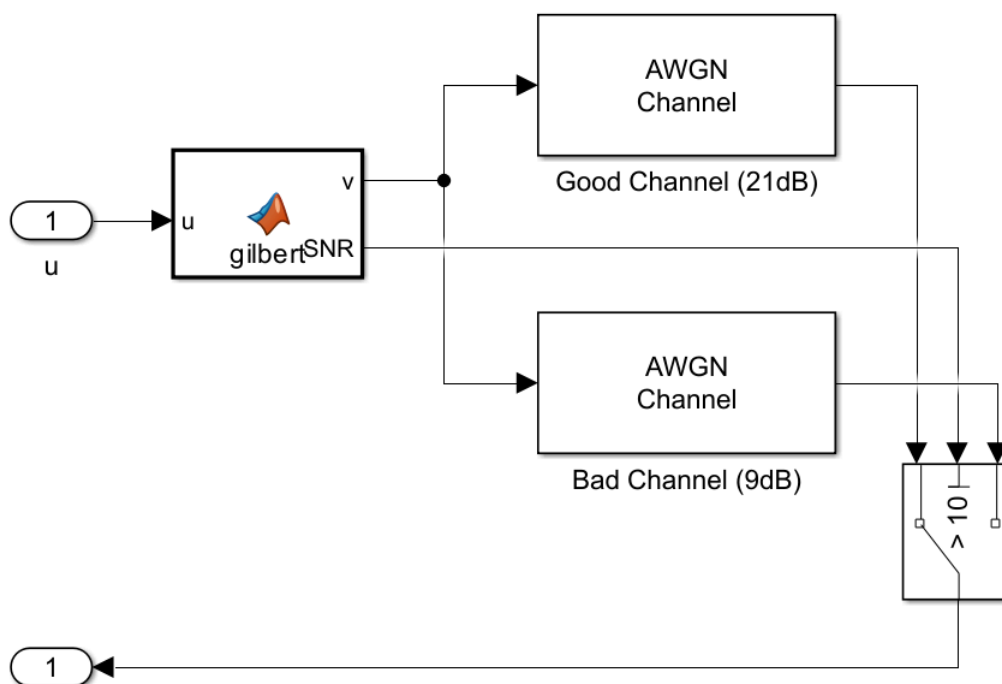 AWGN
Channel
Good Channel (21dB)
1
u
u
v
gilbert
SNR
AWGN
Channel
Bad Channel (9dB)
> 10
1